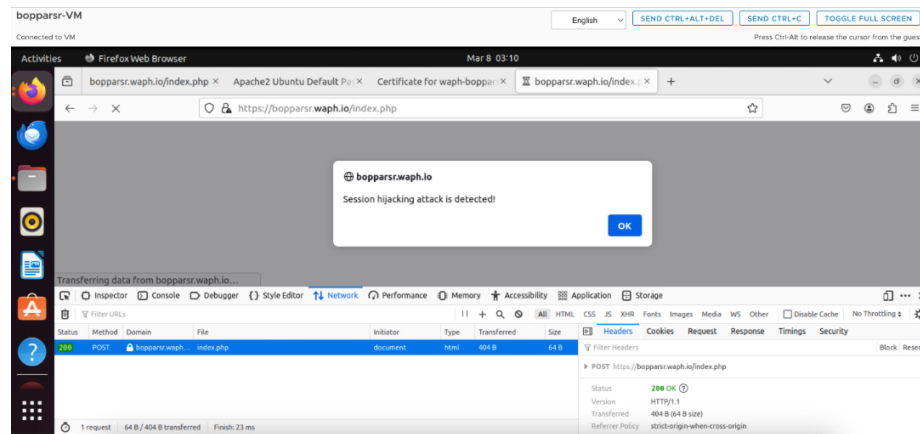 bopparsr-VM
English SEND CTRL+ALT+DEL SEND CTRL+C TOGGLE FULL SCREEN
Connected to VM
Press Ctrl-Alt to release the cursor from the gues
Activities Firefox Web Browser Mar 8 03:10
bopparsr.waph.io/index.php Apache2 Ubuntu Default Pa Certificate for waph-boppar bopparsr.waph.io/index.p
https://bopparsr.waph.io/index.php
bopparsr.waph.io
Session hijacking attack is detected!
OK
Transferring data from bopparsr.waph.io...
Inspector Console Debugger Style Editor Network Performance Memory Accessibility Application Storage
Filter URLs All HTML CSS JS XHR Fonts Images Media WS Other Disable Cache No Throttling
Status Method Domain File Initiator Type Transferred Size Headers Cookies Request Response Timings Security
200 POST bopparsr.waph... index.php document html 404 B 64 B
Filter Headers Block Rese
POST https://bopparsr.waph.io/index.php
Status 200 OK
Version HTTP/1.1
Transferred 404 B (64 B size)
Referrer Policy strict-origin-when-cross-origin
1 request 64 B / 404 B transferred Finish: 23 ms